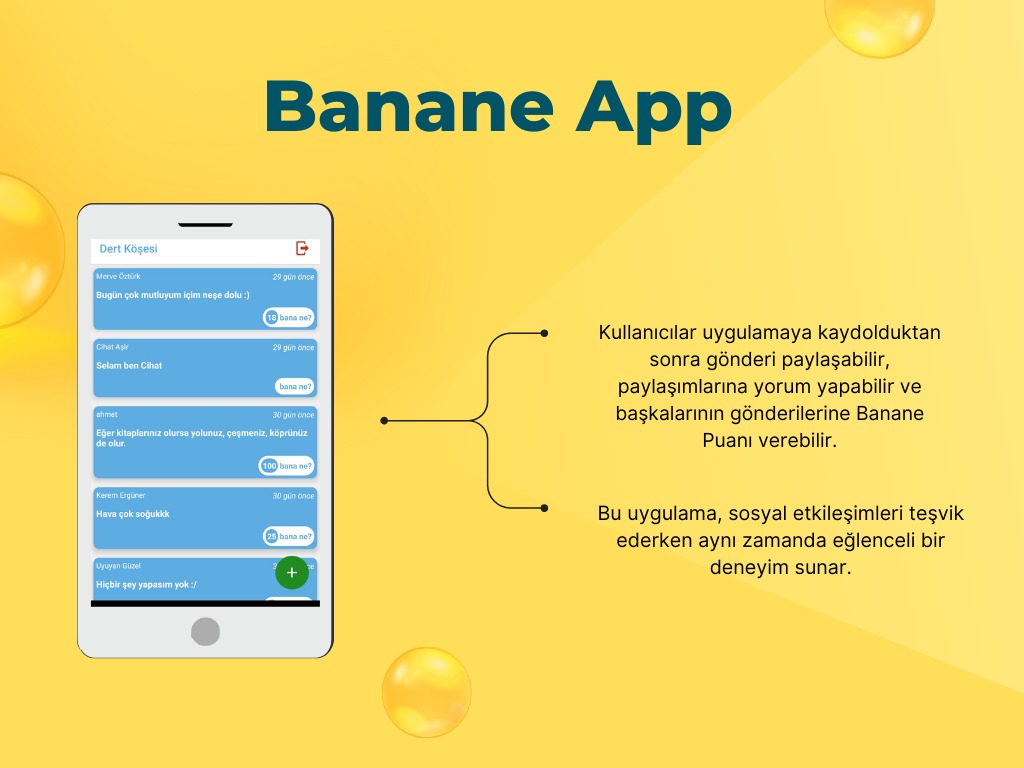 Banane App
Dert Köşesi
Merve Öztürk
29 gün önce
Bugün çok mutluyum içim neşe dolu :)
18 bana ne?
Cihat Aşir
29 gün önce
Selam ben Cihat
bana ne?
ahmet
30 gün önce
Eğer kitaplarınız olursa yolunuz, çeşmeniz, köprünüz
de olur.
100 bana ne?
Kerem Ergüner
30 gün önce
Hava çok soğukkk
25 bana ne?
Uyuyan Güzel
önce
Hiçbir şey yapasım yok :/
+
Kullanıcılar uygulamaya kaydolduktan
sonra gönderi paylaşabilir,
paylaşımlarına yorum yapabilir ve
başkalarının gönderilerine Banane
Puanı verebilir.
Bu uygulama, sosyal etkileşimleri teşvik
ederken aynı zamanda eğlenceli bir
deneyim sunar.